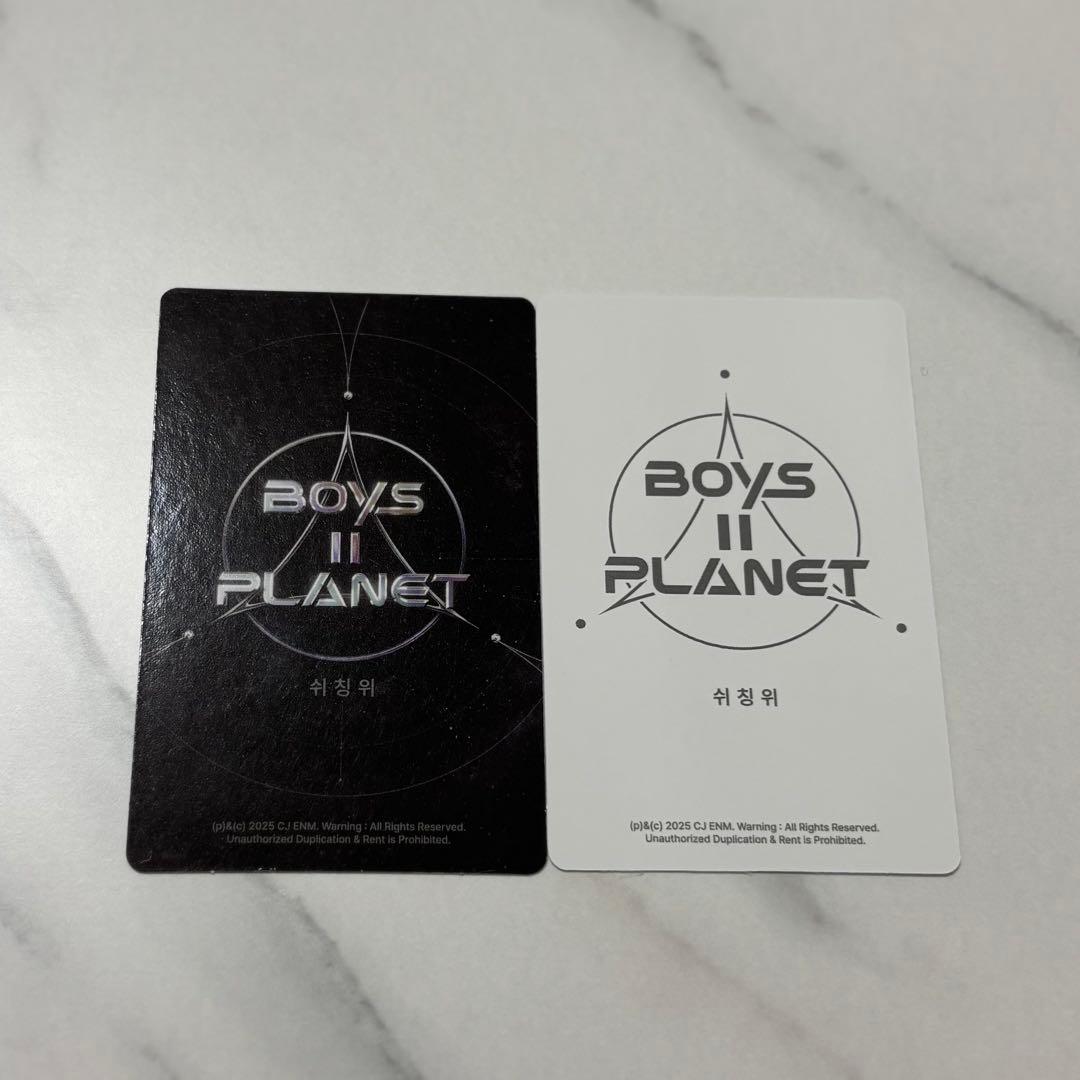 BOYS
II
PLANET
쉬칭위
(p)&(c) 2025 CJ ENM. Warning : All Rights Reserved.
Unauthorized Duplication & Rent is Prohibited.
BOYS
II
PLANET
쉬칭위
(p)&(c) 2025 CJ ENM. Warning : All Rights Reserved.
Unauthorized Duplication & Rent is Prohibited.